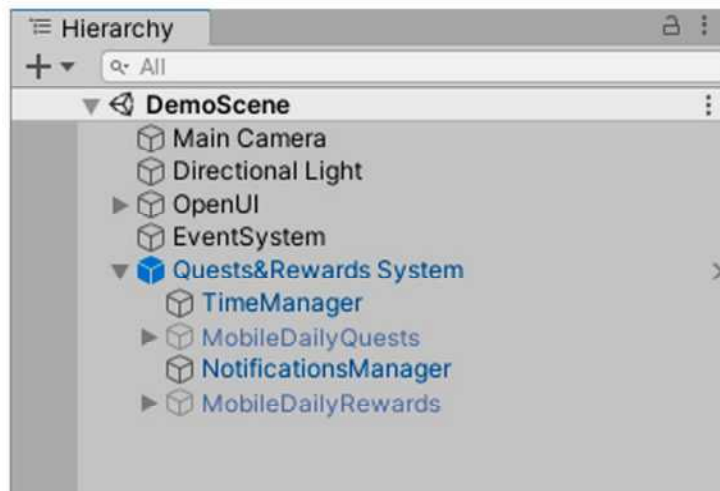 Hierarchy
All
DemoScene
Main Camera
Directional Light
OpenUI
EventSystem
Quests&Rewards System
TimeManager
MobileDailyQuests
NotificationsManager
MobileDailyRewards